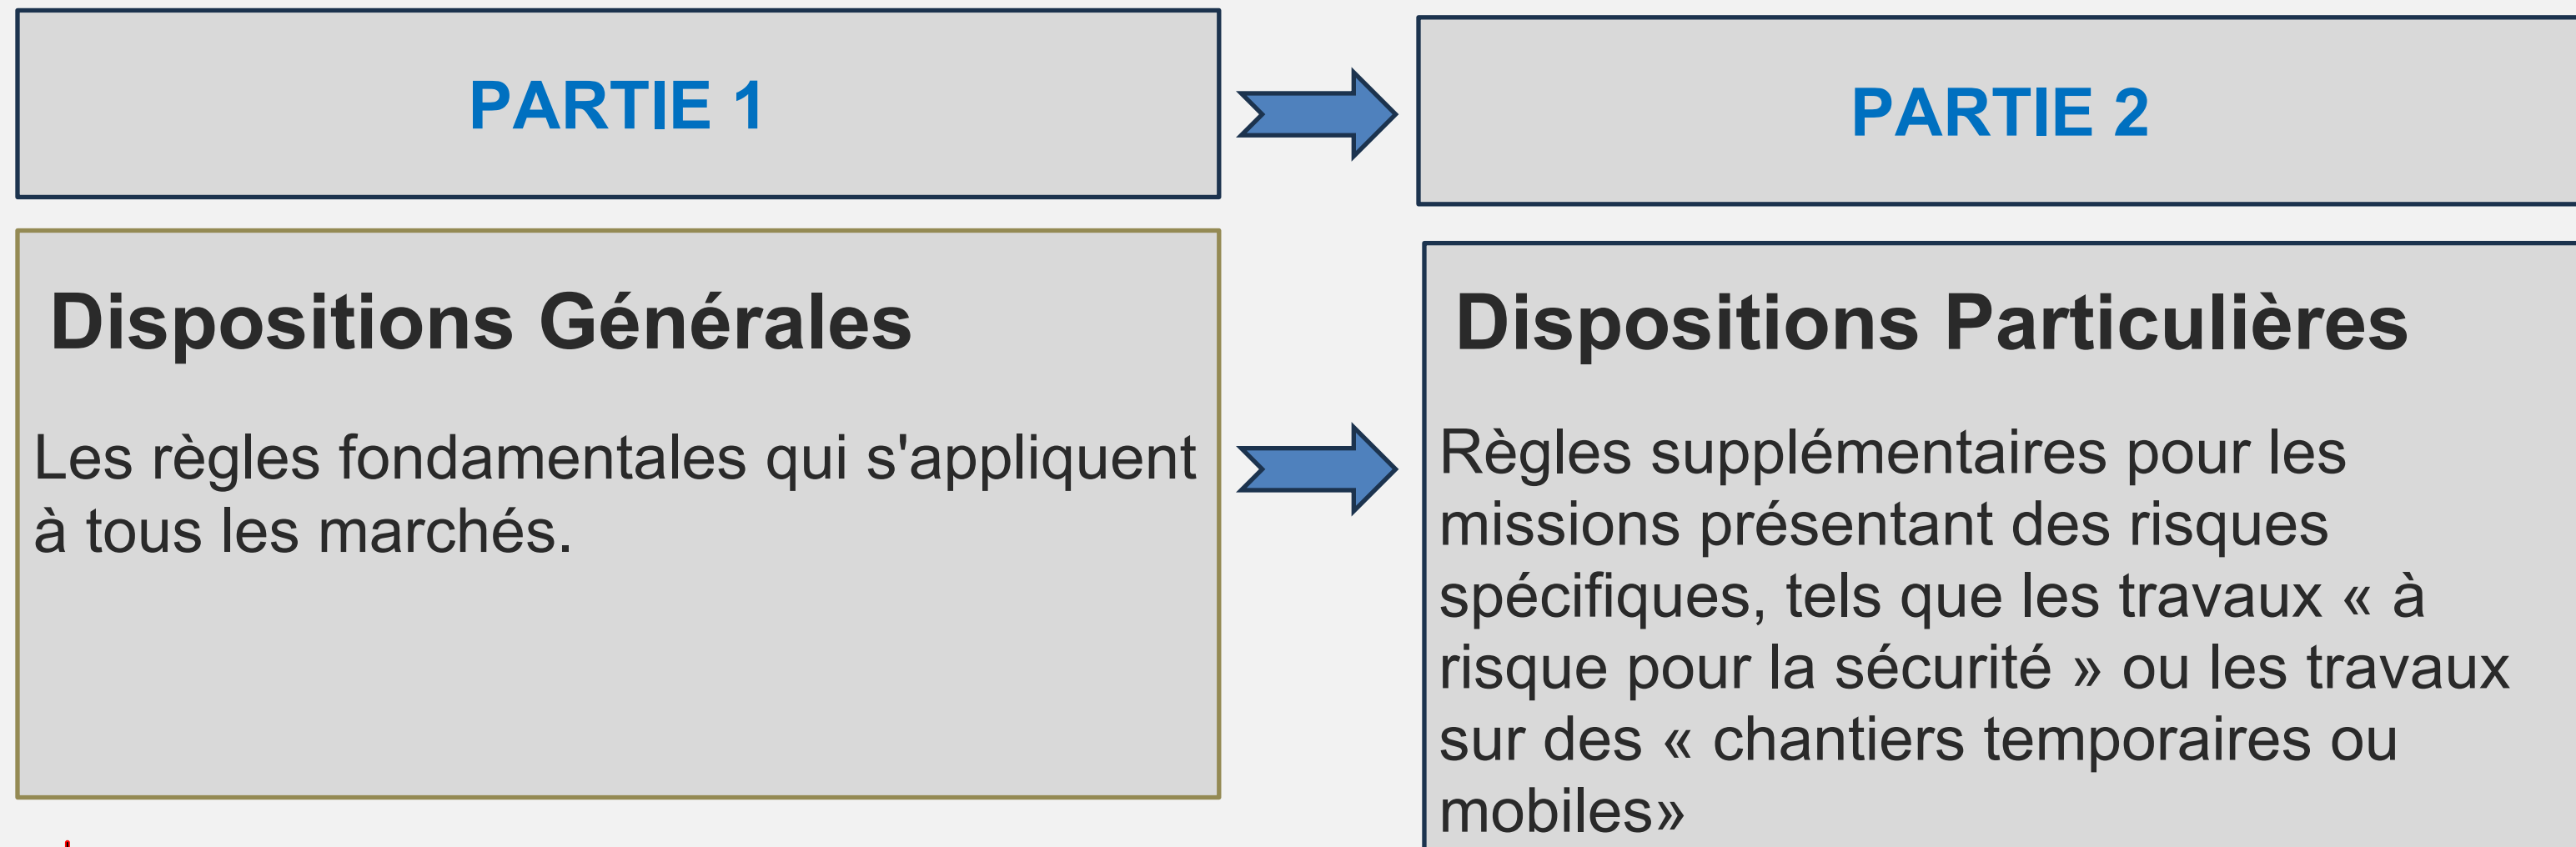 PARTIE 1
PARTIE 2
Dispositions Générales
Les règles fondamentales qui s'appliquent
à tous les marchés.
Dispositions Particulières
Règles supplémentaires pour les
missions présentant des risques
spécifiques, tels que les travaux « à
risque pour la sécurité » ou les travaux
sur des « chantiers temporaires ou
mobiles»